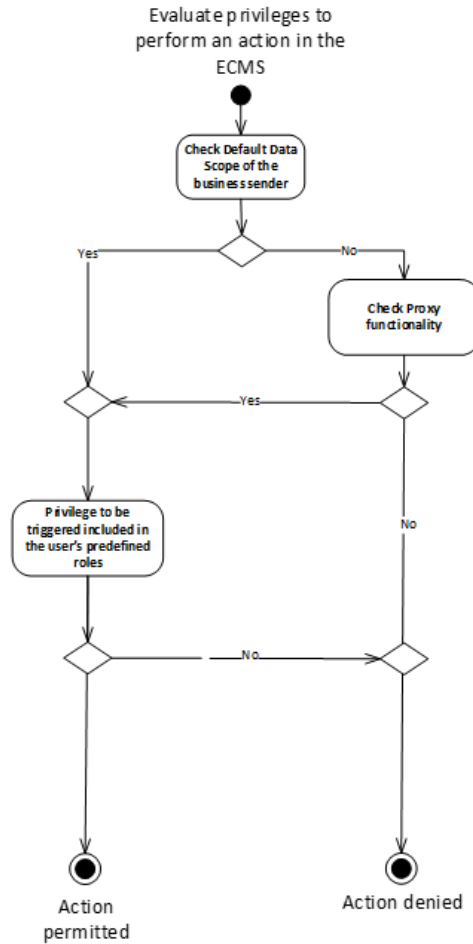 Evaluate privileges to
perform an action in the
ECMS
Check Default Data
Scope of the
business sender
Yes
No
Check Proxy
functionality
Yes
Privilege to be
triggered included in
the user's predefined
roles
No
No
Action
permitted
Action denied